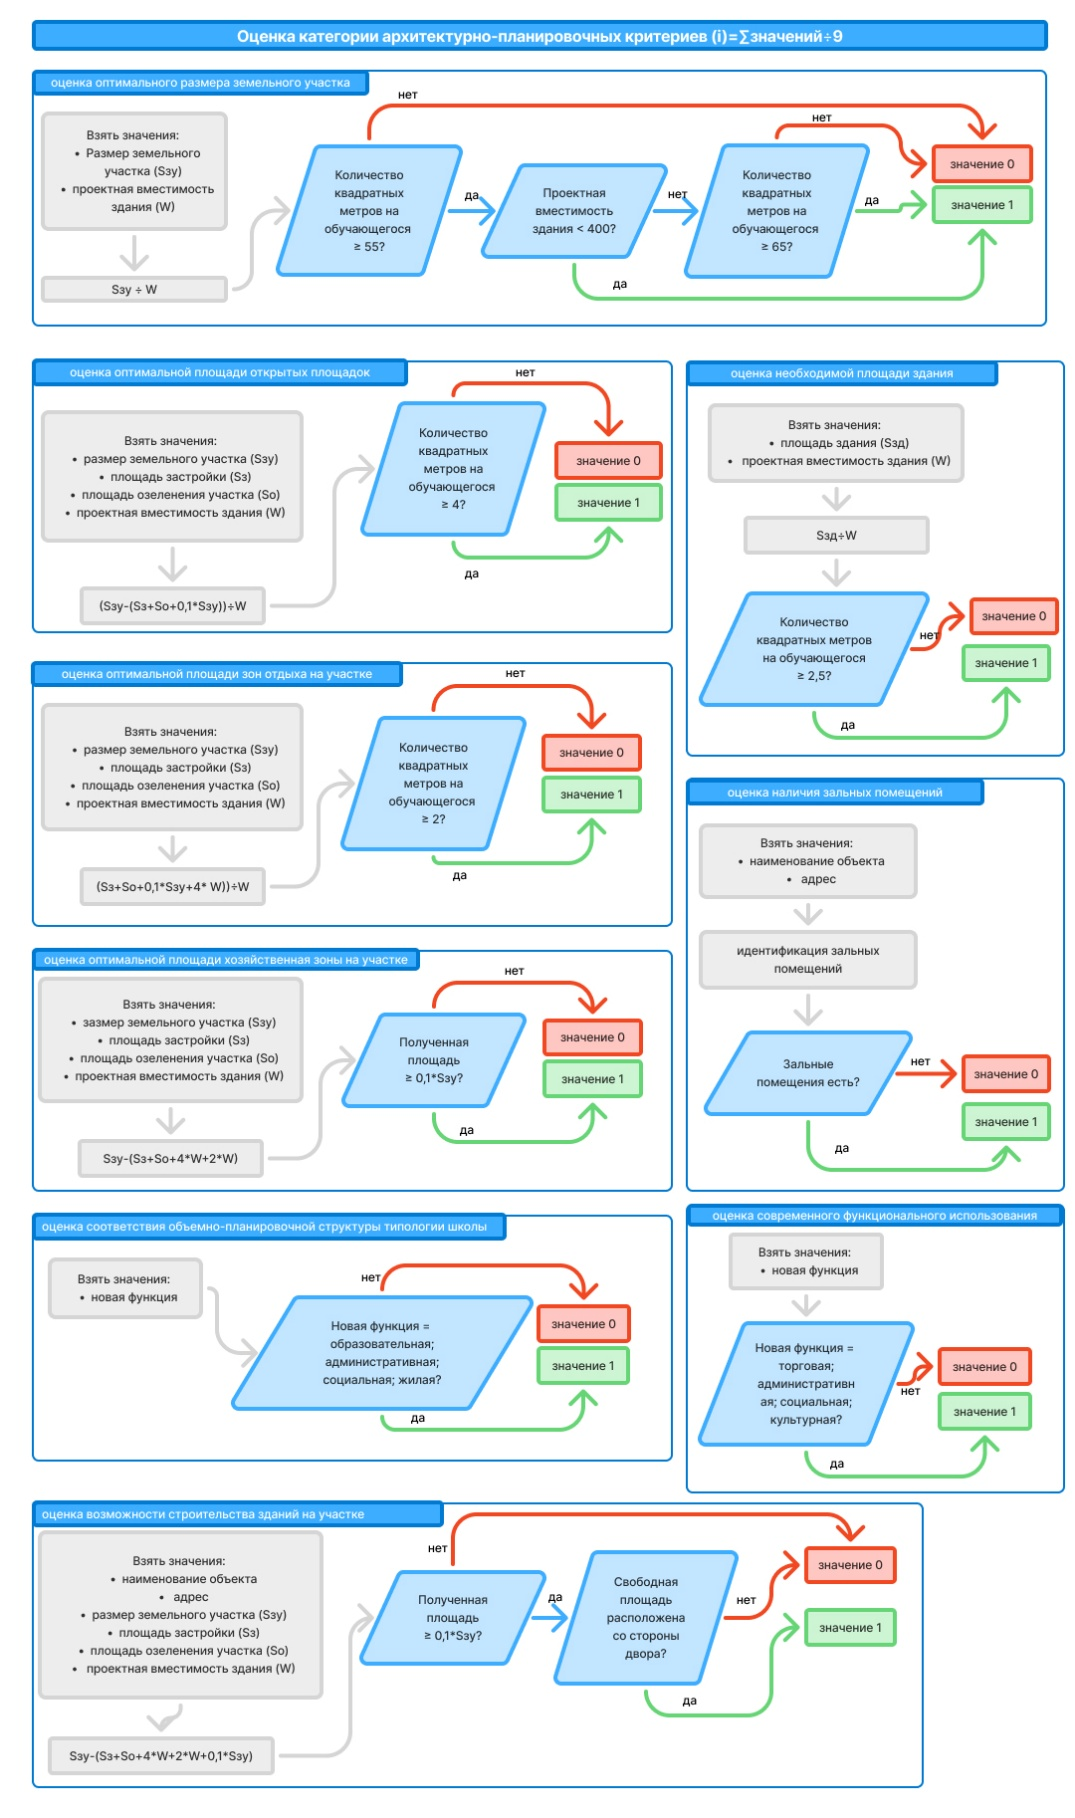 Оценка категории архитектурно-планировочных критериев (i)=∑значений÷9
оценка оптимального размера земельного участка
нет
нет
Взять значения:
• Размер земельного
участка (Sзу)
• проектная вместимость
здания (W)
Sзу ÷ W
Количество
квадратных
метров на
обучающегося
≥ 55?
да
Проектная
вместимость
здания < 400?
нет
Количество
квадратных
метров на
обучающегося
≥ 65?
да
значение 0
значение 1
да
оценка оптимальной площади открытых площадок
нет
Взять значения:
• размер земельного участка (Sзу)
• площадь застройки (Sз)
• площадь озеленения участка (So)
• проектная вместимость здания (W)
(Sзу-(Sз+So+0,1*Sзу))÷W
Количество
квадратных
метров на
обучающегося
≥ 4?
значение 0
значение 1
да
оценка необходимой площади здания
Взять значения:
• площадь здания (Sзд)
• проектная вместимость здания (W)
Sзд÷W
Количество
квадратных метров
на обучающегося
≥ 2,5?
нет
значение 0
значение 1
да
оценка оптимальной площади зон отдыха на участке
нет
Взять значения:
• размер земельного участка (Sзу)
• площадь застройки (Sз)
• площадь озеленения участка (So)
• проектная вместимость здания (W)
(Sз+So+0,1*Sзу+4* W))÷W
Количество
квадратных
метров на
обучающегося
≥ 2?
значение 0
значение 1
да
оценка наличия зальных помещений
Взять значения:
• наименование объекта
• адрес
идентификация зальных
помещений
Зальные
помещения есть?
нет
значение 0
значение 1
да
оценка оптимальной площади хозяйственная зоны на участке
нет
Взять значения:
• зазмер земельного участка (Sзу)
• площадь застройки (Sз)
• площадь озеленения участка (So)
• проектная вместимость здания (W)
Sзу-(Sз+So+4*W+2*W)
Полученная
площадь
≥ 0,1*Sзу?
значение 0
значение 1
да
оценка соответствия объемно-планировочной структуры типологии школы
Взять значения:
• новая функция
нет
Новая функция =
образовательная;
административная;
социальная; жилая?
значение 0
значение 1
да
оценка современного функционального использования
Взять значения:
• новая функция
Новая функция =
торговая;
административн
ая; социальная;
культурная?
нет
значение 0
значение 1
да
оценка возможности строительства зданий на участке
нет
Взять значения:
• наименование объекта
• адрес
• размер земельного участка (Sзу)
• площадь застройки (Sз)
• площадь озеленения участка (So)
• проектная вместимость здания (W)
Sзу-(Sз+So+4*W+2*W+0,1*Sзу)
Полученная
площадь
≥ 0,1*Sзу?
да
Свободная
площадь
расположена
со стороны
двора?
нет
значение 0
значение 1
да